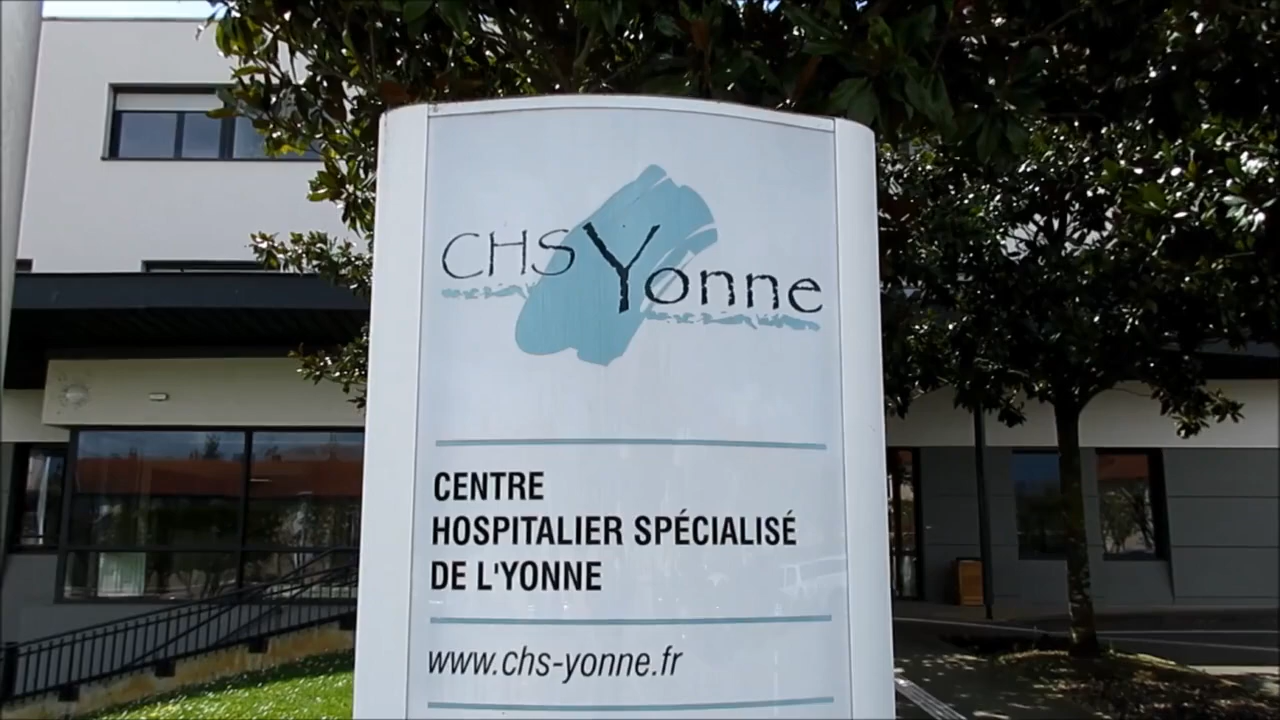 CHS Yonne
CENTRE
HOSPITALIER SPÉCIALISÉ
DE L'YONNE
www.chs-yonne.fr